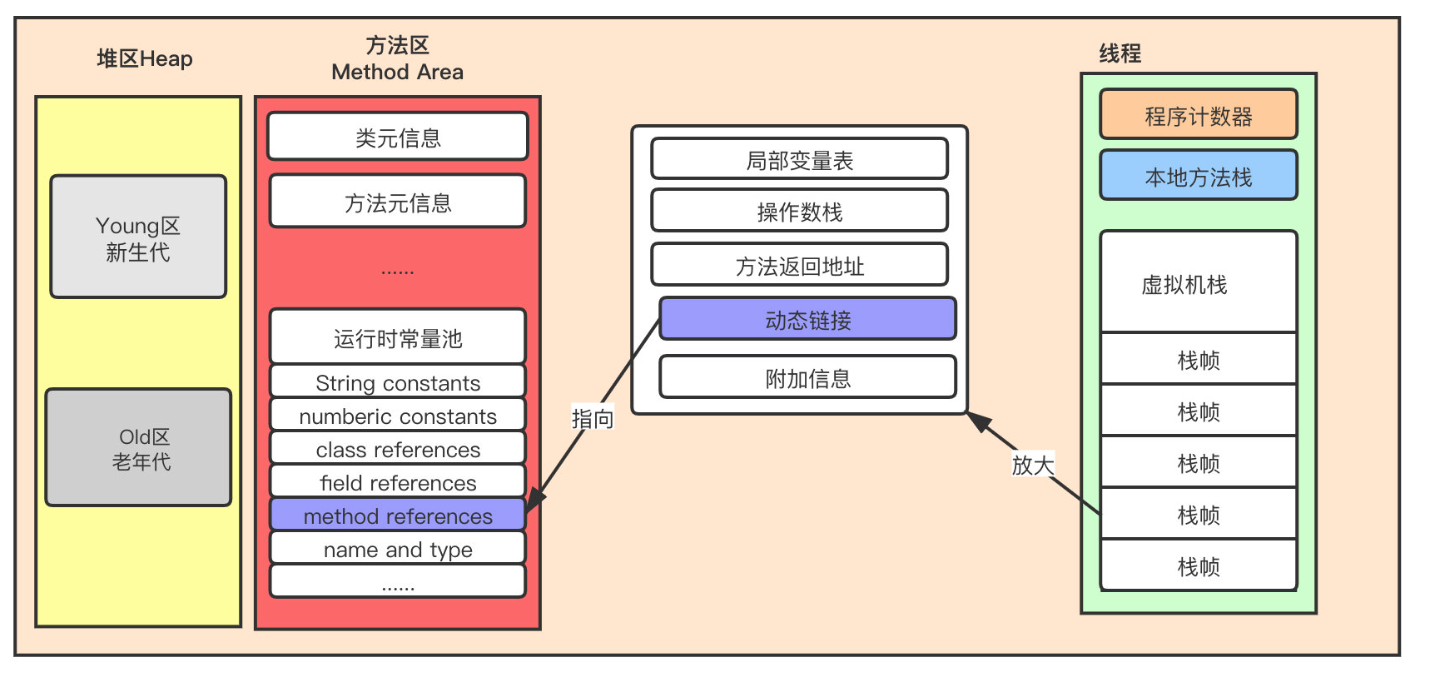 堆区Heap
Young区
新生代
Old区
老年代
方法区
Method Area
类元信息
方法元信息
......
运行时常量池
String constants
numberic constants
class references
field references
method references
name and type
......
指向
局部变量表
操作数栈
方法返回地址
动态链接
附加信息
放大
线程
程序计数器
本地方法栈
虚拟机栈
栈帧
栈帧
栈帧
栈帧
栈帧